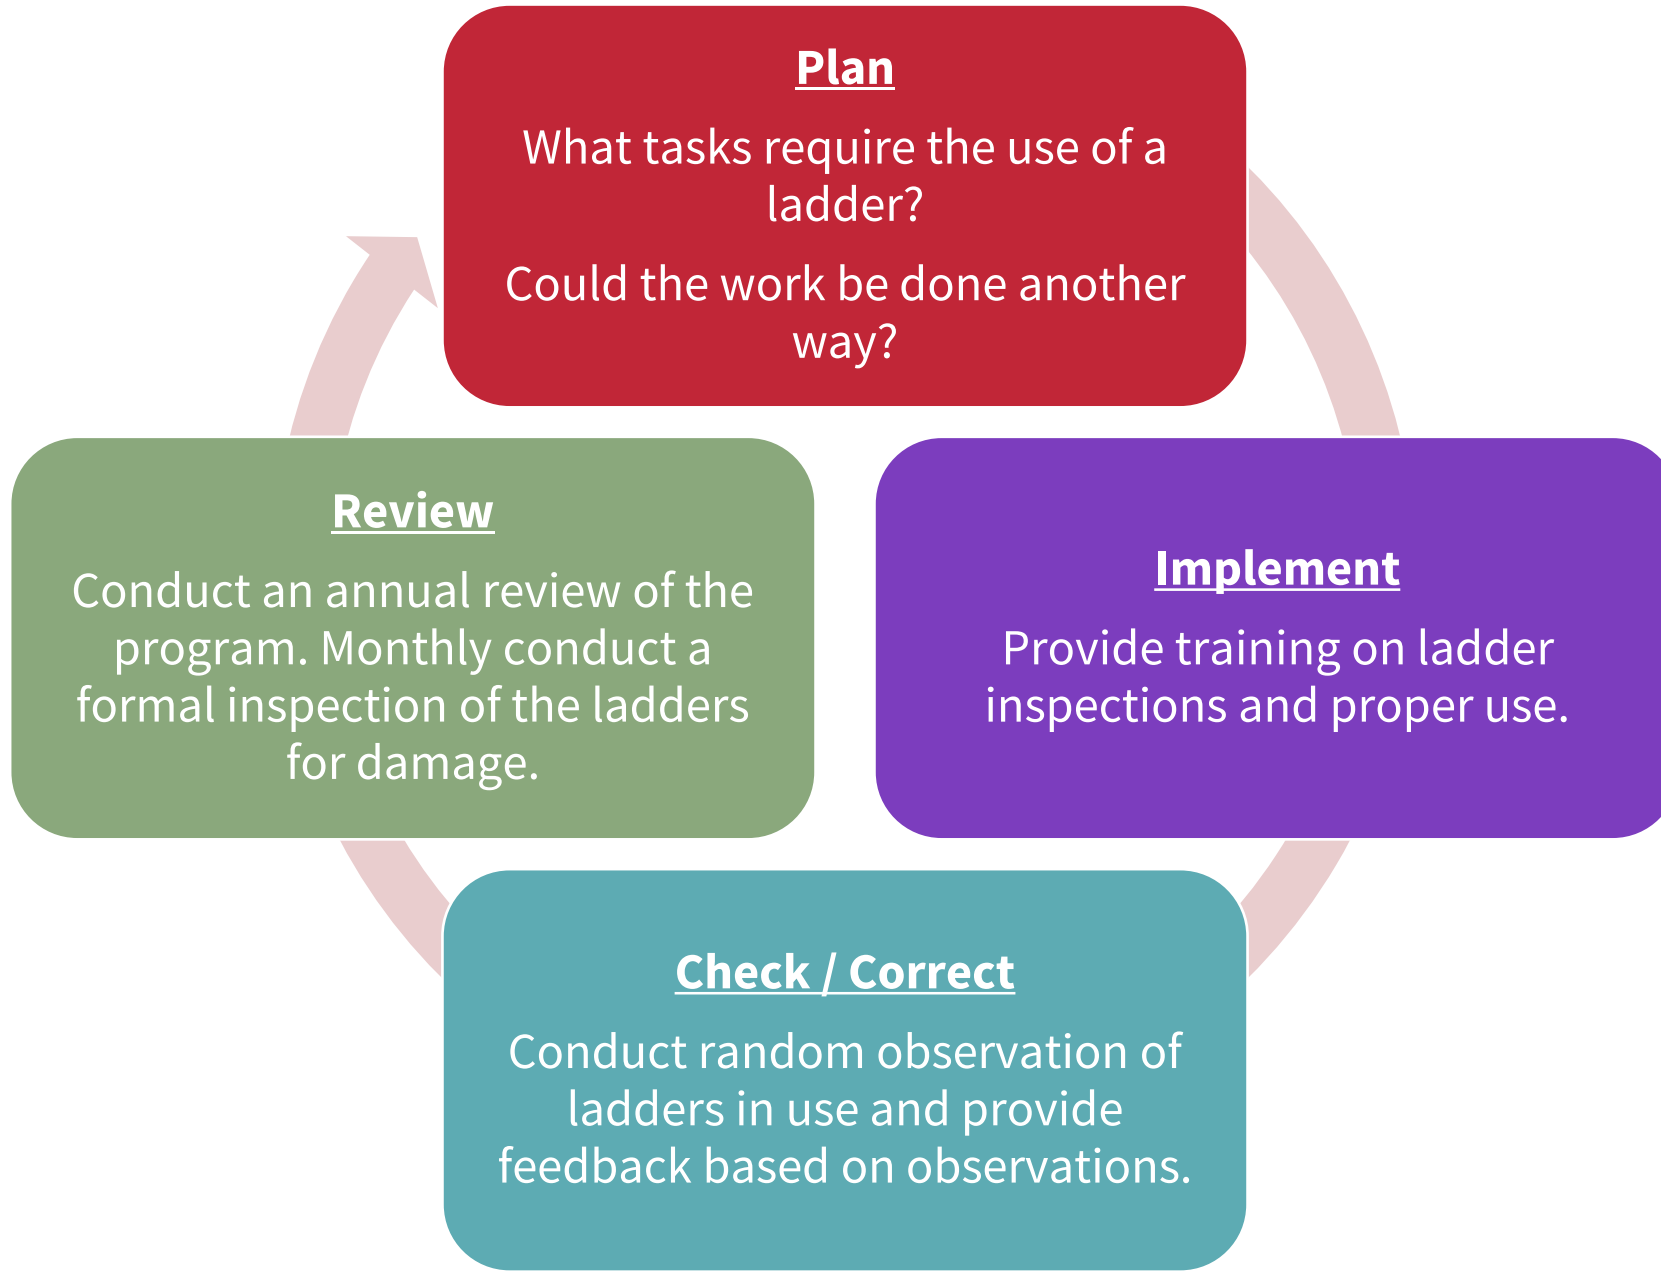 Plan
What tasks require the use of a
ladder?
Could the work be done another
way?
Review
Conduct an annual review of the
program. Monthly conduct a
formal inspection of the ladders
for damage.
Implement
Provide training on ladder
inspections and proper use.
Check / Correct
Conduct random observation of
ladders in use and provide
feedback based on observations.